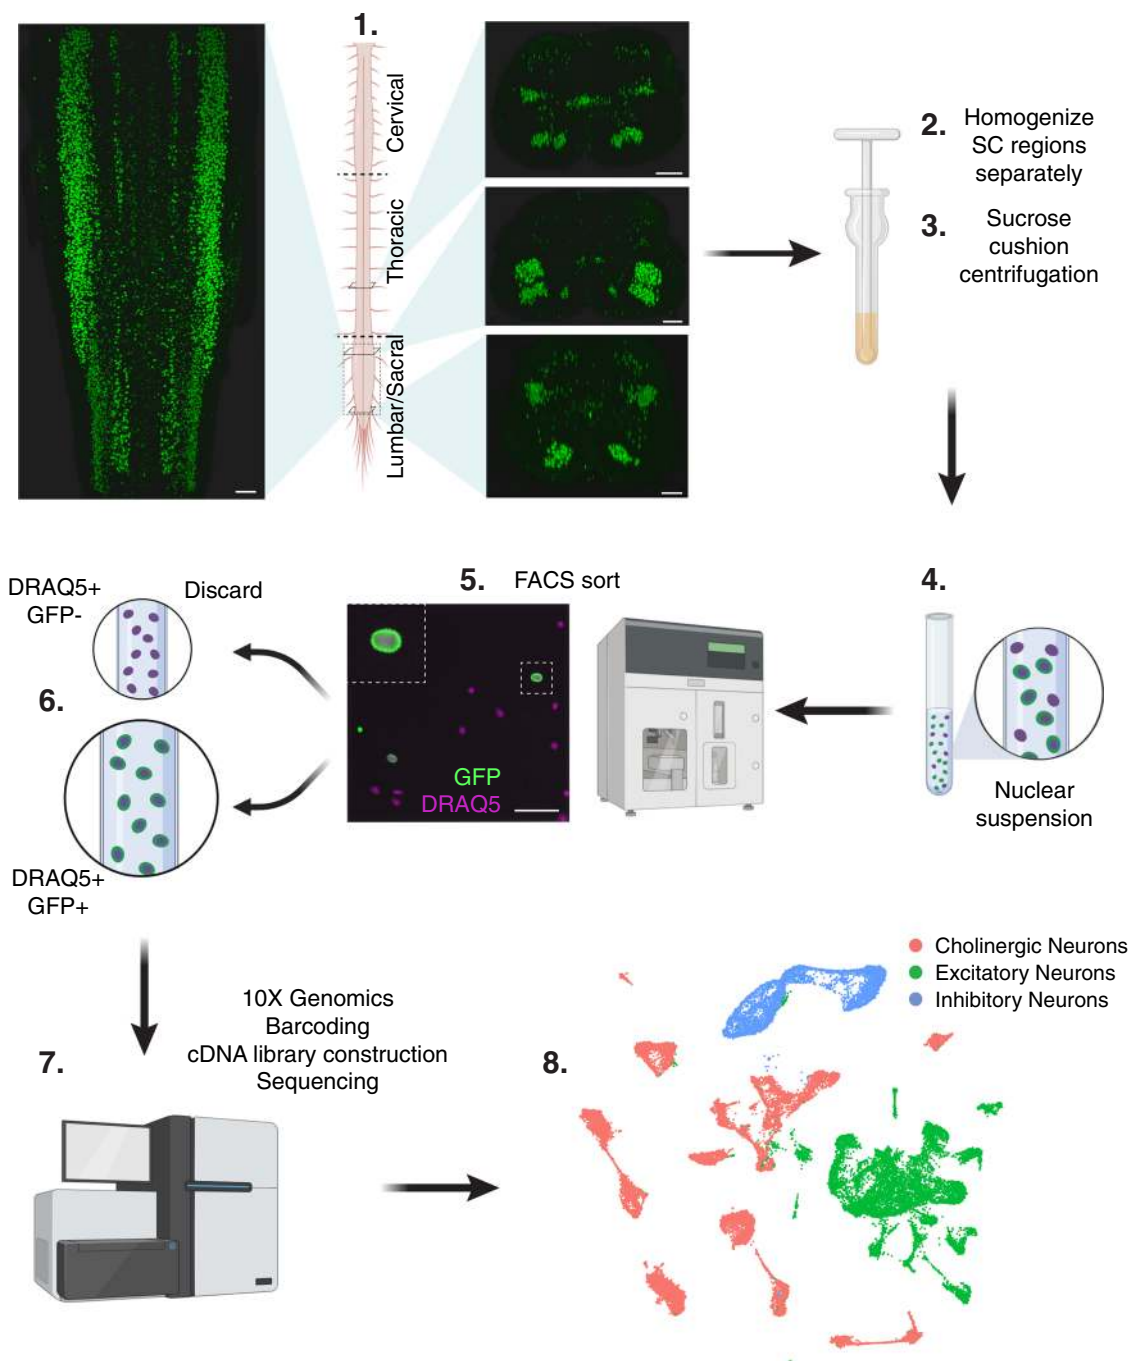 1.
Cervical
Thoracic
Lumbar/Sacral
2.
Homogenize
SC regions
separately
3.
Sucrose
cushion
centrifugation
4.
Nuclear
suspension
5.
FACS sort
GFP
DRAQ5
DRAQ5+
GFP-
Discard
6.
DRAQ5+
GFP+
7.
10X Genomics
Barcoding
cDNA library construction
Sequencing
8.
Cholinergic Neurons
Excitatory Neurons
Inhibitory Neurons